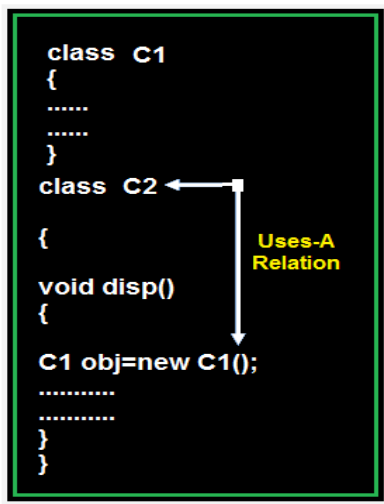 class C1
{
......
......
}
class C2
{
Uses-A
Relation
void disp()
{
C1 obj=new C1();
...........
...........
}
}